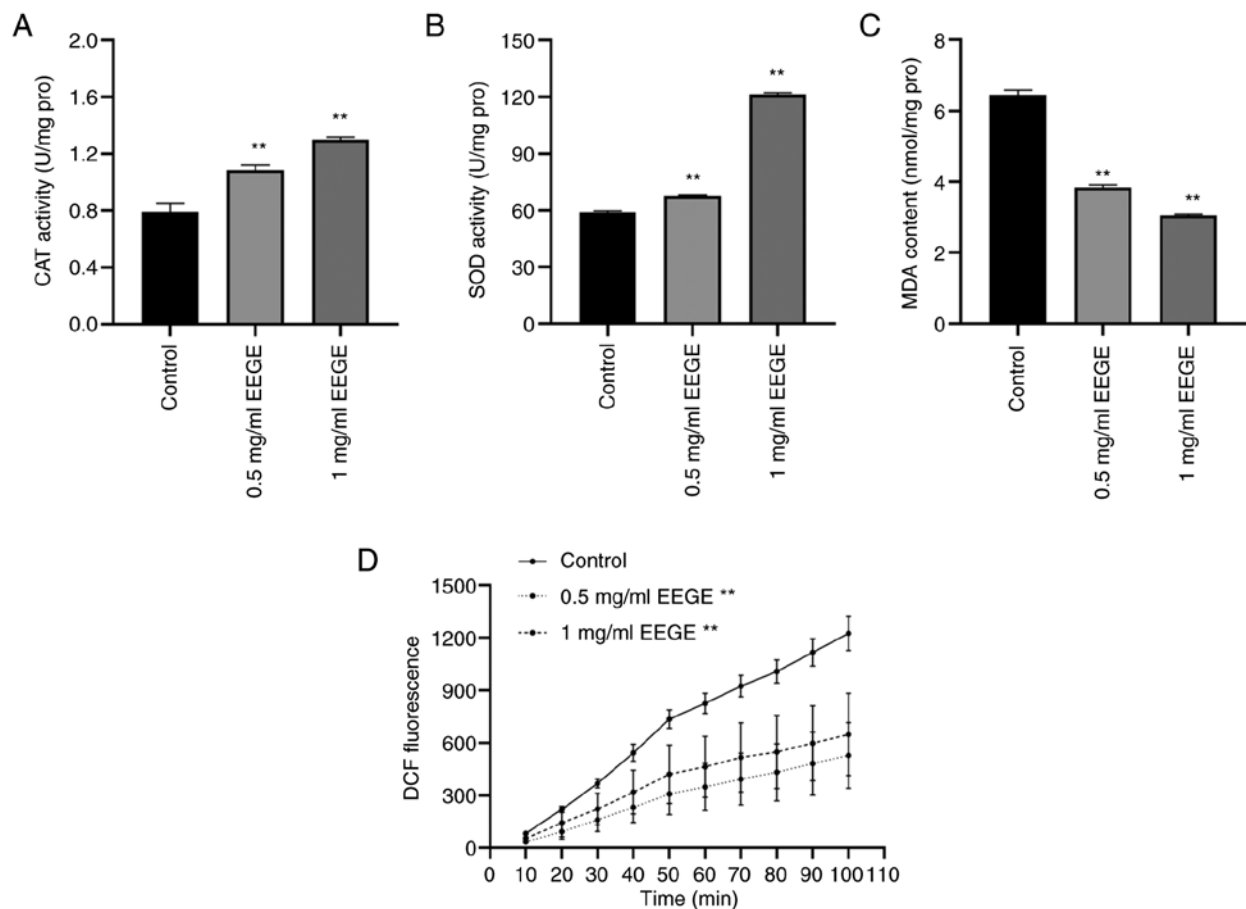 A
CAT activity (U/mg pro)
2.0
1.6
1.2
0.8
0.4
0.0
**
**
Control
0.5 mg/ml EEGE
1 mg/ml EEGE
B
SOD activity (U/mg pro)
150
120
90
60
30
0
**
**
Control
0.5 mg/ml EEGE
1 mg/ml EEGE
C
MDA content (nmol/mg pro)
8
6
4
2
0
**
**
Control
0.5 mg/ml EEGE
1 mg/ml EEGE
D
Control
0.5 mg/ml EEGE **
1 mg/ml EEGE **
DCF fluorescence
1500
1200
900
600
300
0
0 10 20 30 40 50 60 70 80 90 100 110
Time (min)